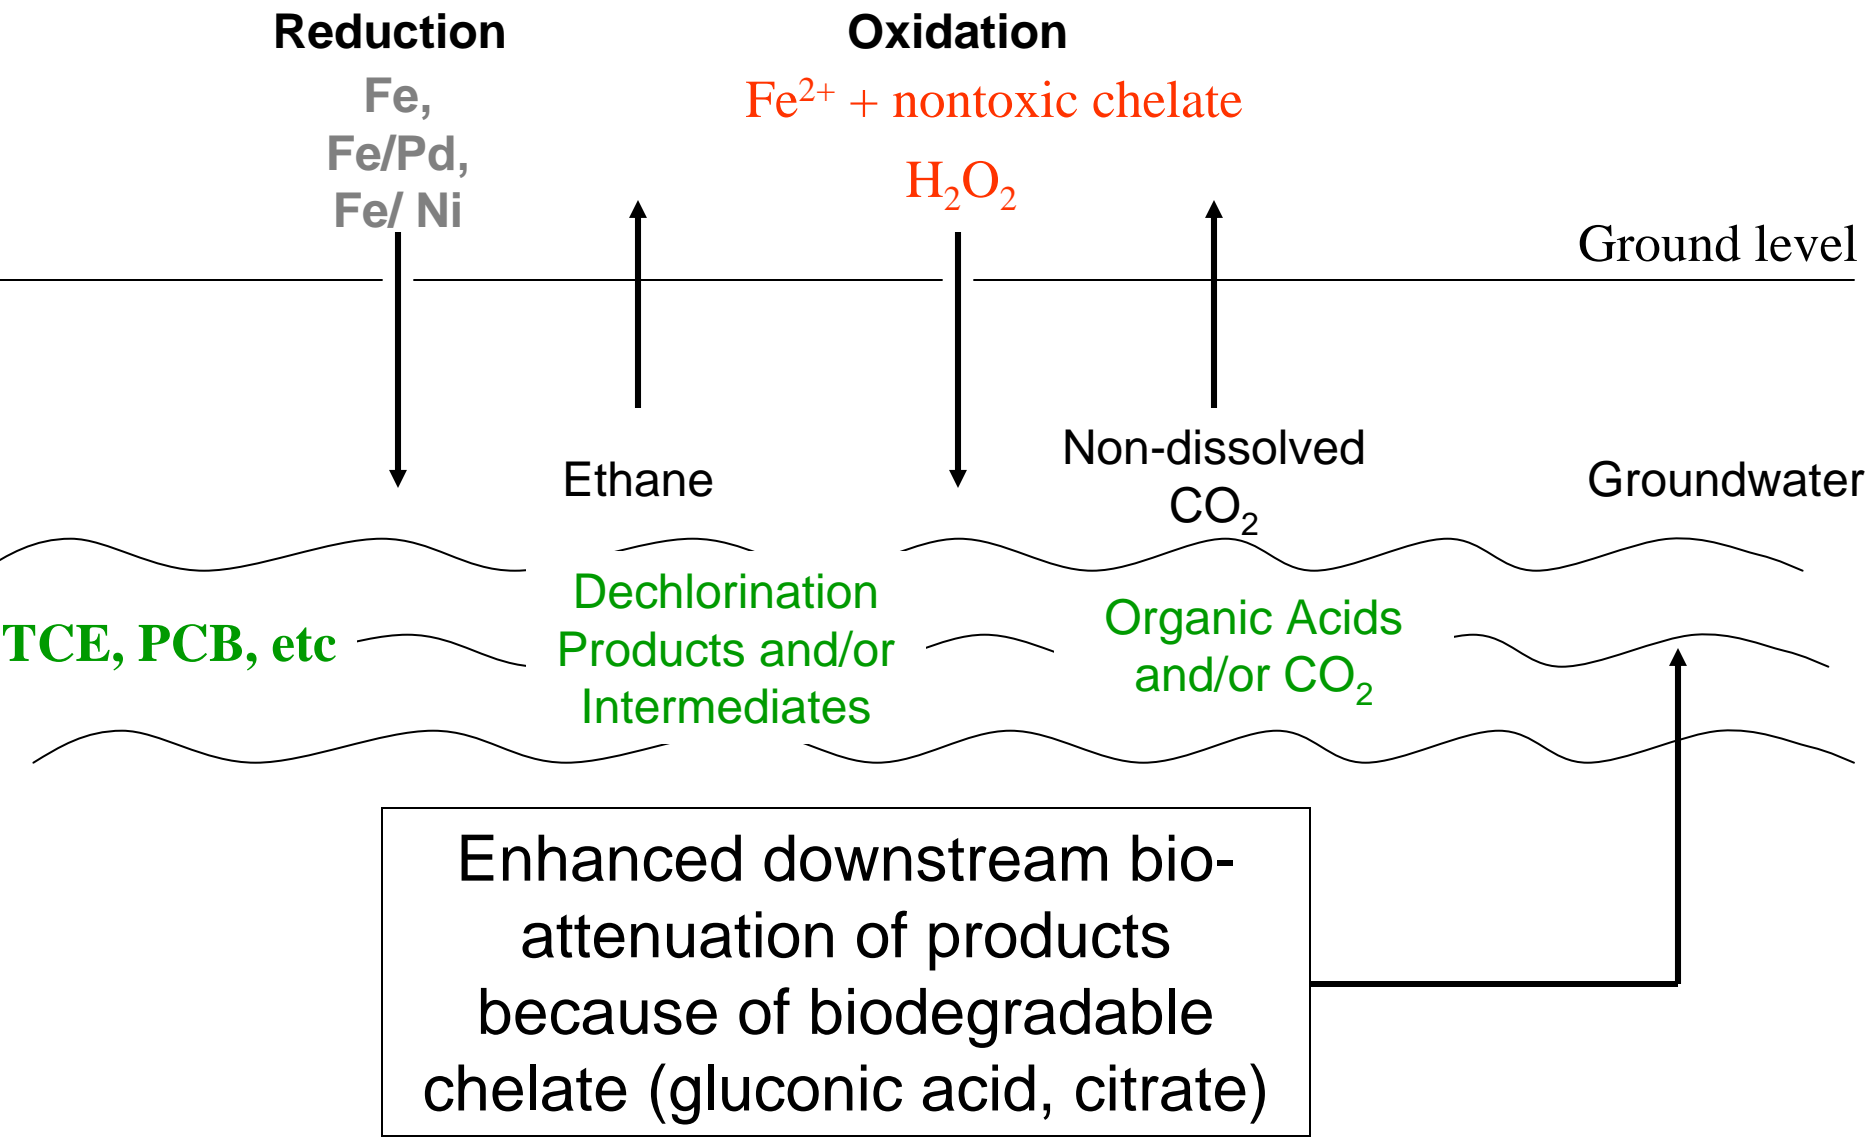 Reduction
Fe,
Fe/Pd,
Fe/ Ni
Oxidation
Fe²⁺ + nontoxic chelate
H₂O₂
Ground level
Ethane
Non-dissolved
CO₂
Groundwater
TCE, PCB, etc
Dechlorination
Products and/or
Intermediates
Organic Acids
and/or CO₂
Enhanced downstream bio-
attenuation of products
because of biodegradable
chelate (gluconic acid, citrate)